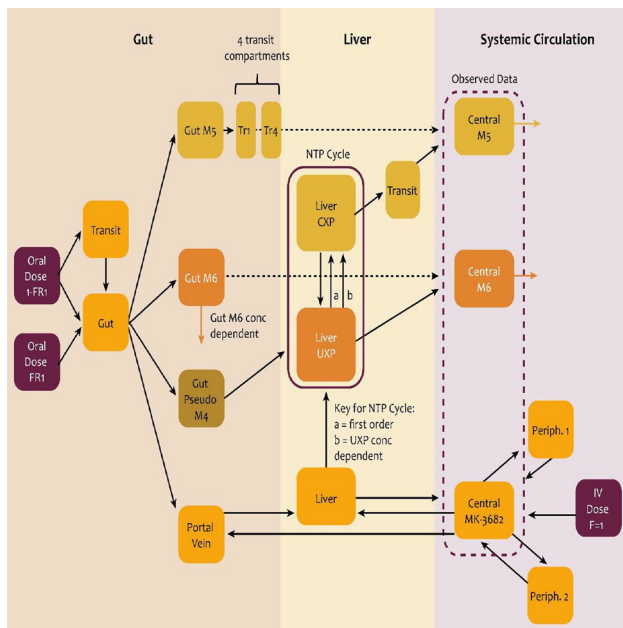 Gut
Liver
Systemic Circulation
4 transit
compartments
Observed Data
Gut M5
Tr1
Tr4
Central
M5
NTP Cycle
Transit
Liver
CXP
Transit
Oral
Dose
1-FR1
Gut M6
a
b
Central
M6
Gut
Gut M6 conc
dependent
Liver
UXP
Oral
Dose
FR1
Gut
Pseudo
M4
Key for NTP Cycle:
a = first order
b = UXP conc
dependent
Periph. 1
Liver
Portal
Vein
Central
MK-3682
IV
Dose
F=1
Periph. 2